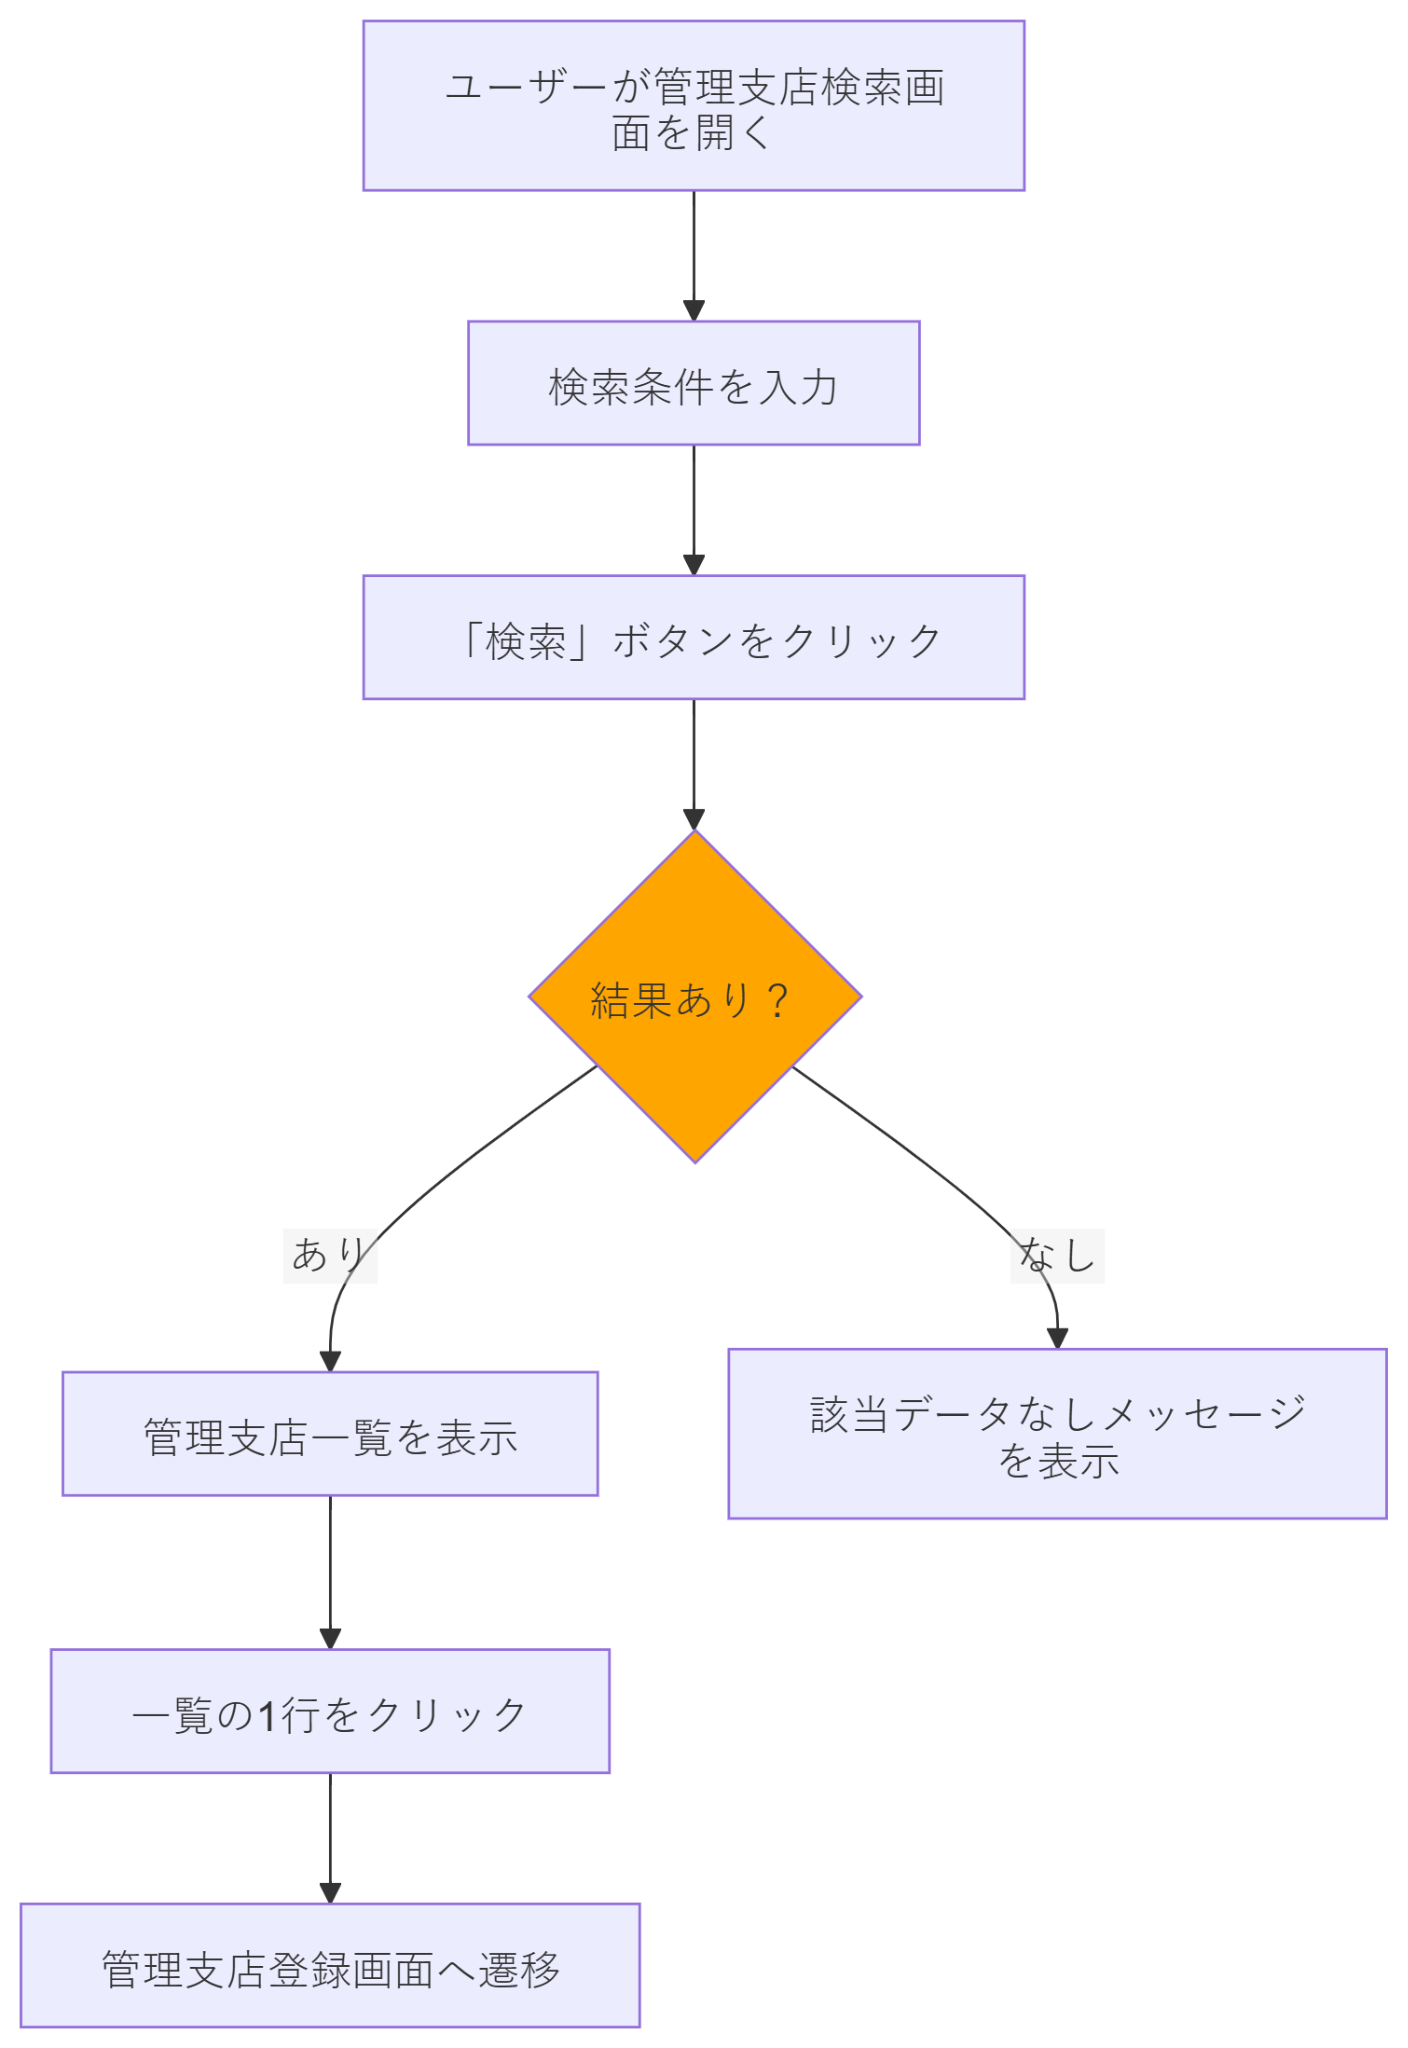 ユーザーが管理支店検索画
面を開く
検索条件を入力
「検索」ボタンをクリック
結果あり？
あり
なし
管理支店一覧を表示
該当データなしメッセージ
を表示
一覧の1行をクリック
管理支店登録画面へ遷移